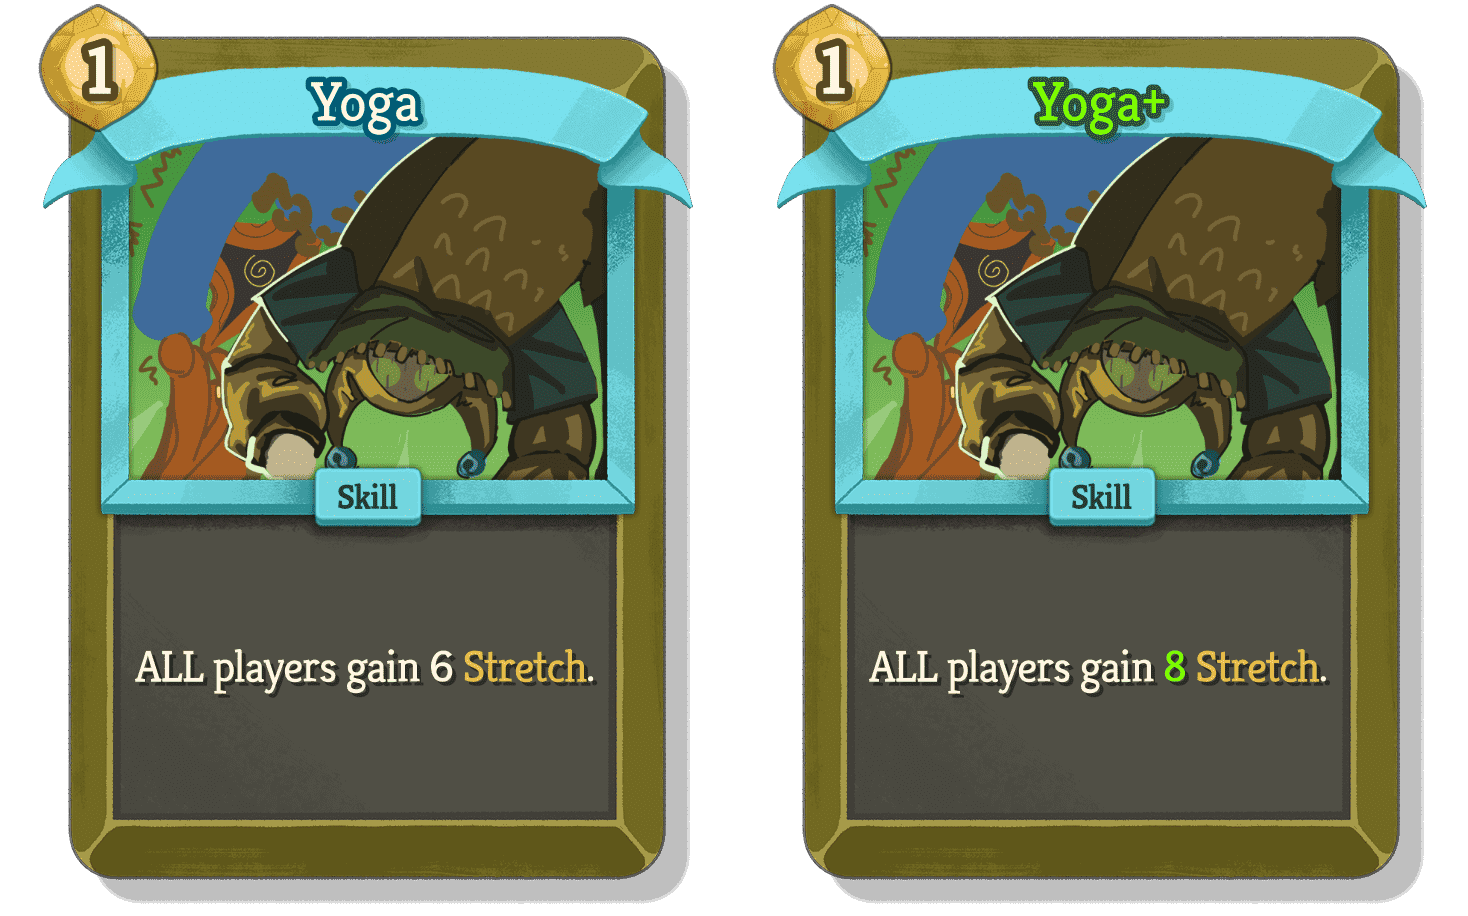 1
Yoga
Skill
ALL players gain 6 Stretch.
1
Yoga+
Skill
ALL players gain 8 Stretch.